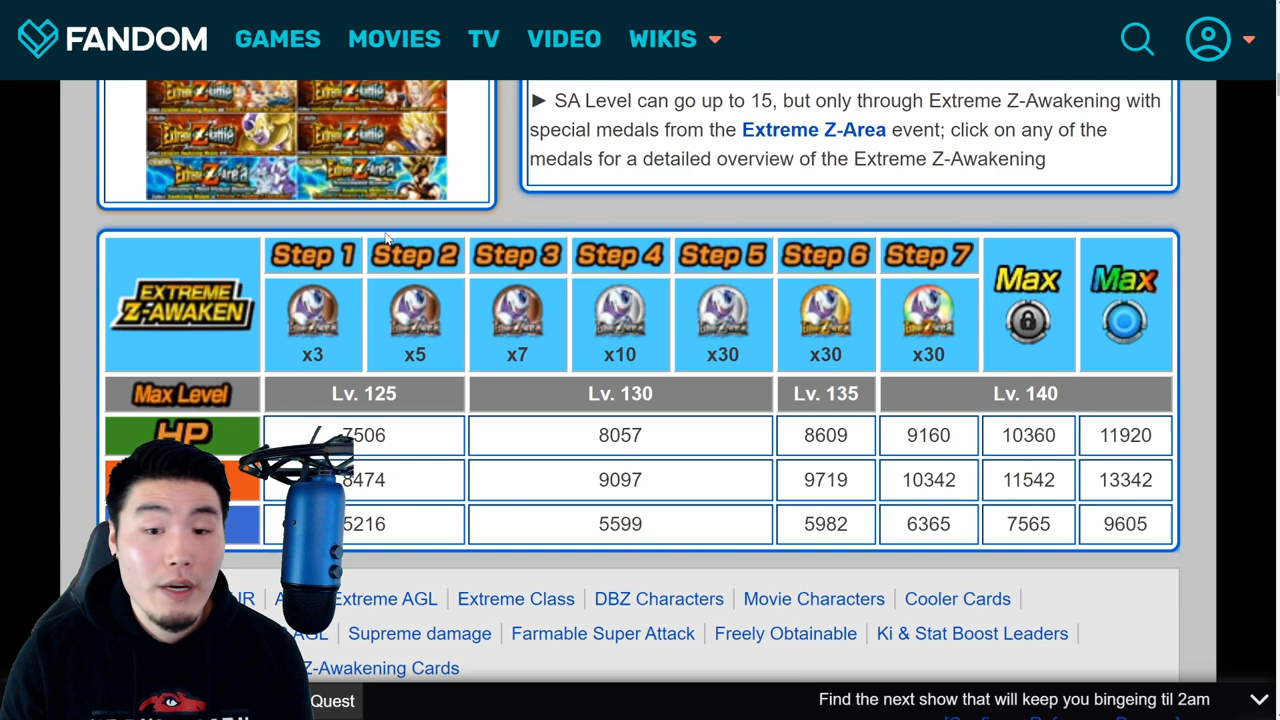 FANDOM GAMES MOVIES TV VIDEO WIKIS
► SA Level can go up to 15, but only through Extreme Z-Awakening with
special medals from the Extreme Z-Area event; click on any of the
medals for a detailed overview of the Extreme Z-Awakening
EXTREME Z-AWAKEN
Step 1 Step 2 Step 3 Step 4 Step 5 Step 6 Step 7 Max Max
x3 x5 x7 x10 x30 x30 x30
Max Level Lv. 125 Lv. 130 Lv. 135 Lv. 140
HP 7506 8057 8609 9160 10360 11920
8474 9097 9719 10342 11542 13342
5216 5599 5982 6365 7565 9605
UR Extreme AGL Extreme Class DBZ Characters Movie Characters Cooler Cards
AGL Supreme damage Farmable Super Attack Freely Obtainable Ki & Stat Boost Leaders
Z-Awakening Cards
Quest
Find the next show that will keep you bingeing til 2am